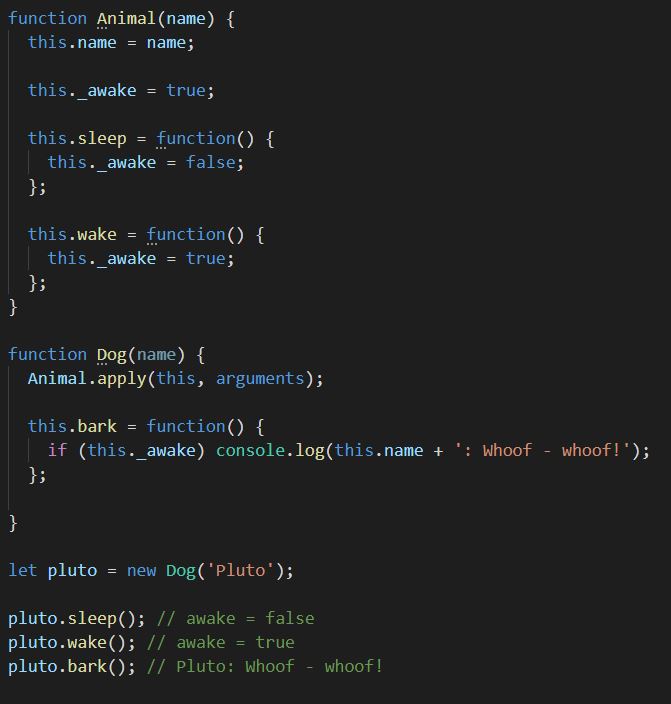 function Animal(name) {
  this.name = name;

  this._awake = true;

  this.sleep = function() {
    this._awake = false;
  };

  this.wake = function() {
    this._awake = true;
  };
}

function Dog(name) {
  Animal.apply(this, arguments);

  this.bark = function() {
    if (this._awake) console.log(this.name + ': Whoof - whoof!');
  };

}

let pluto = new Dog('Pluto');

pluto.sleep(); // awake = false
pluto.wake(); // awake = true
pluto.bark(); // Pluto: Whoof - whoof!